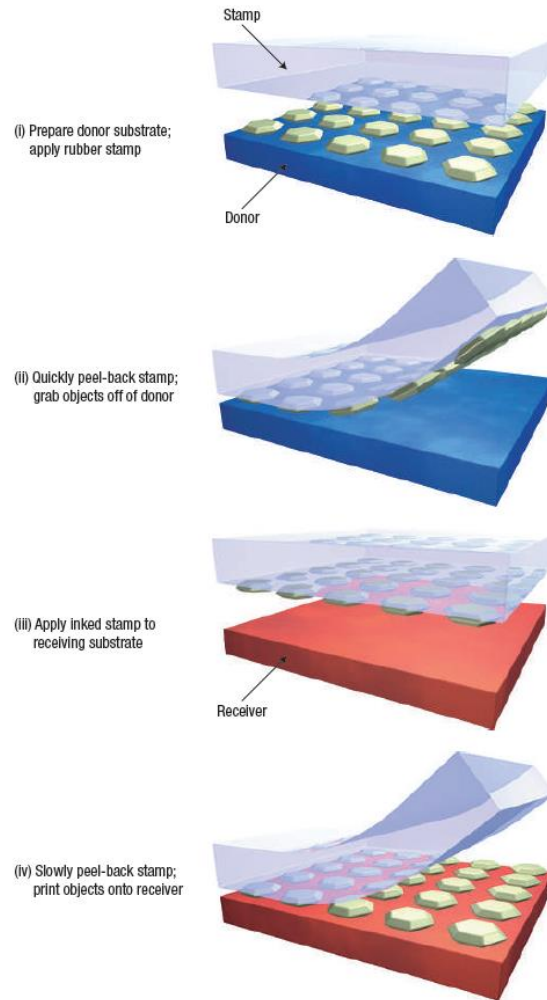 Stamp
(i) Prepare donor substrate;
apply rubber stamp
Donor
(ii) Quickly peel-back stamp;
grab objects off of donor
(iii) Apply inked stamp to
receiving substrate
Receiver
(iv) Slowly peel-back stamp;
print objects onto receiver